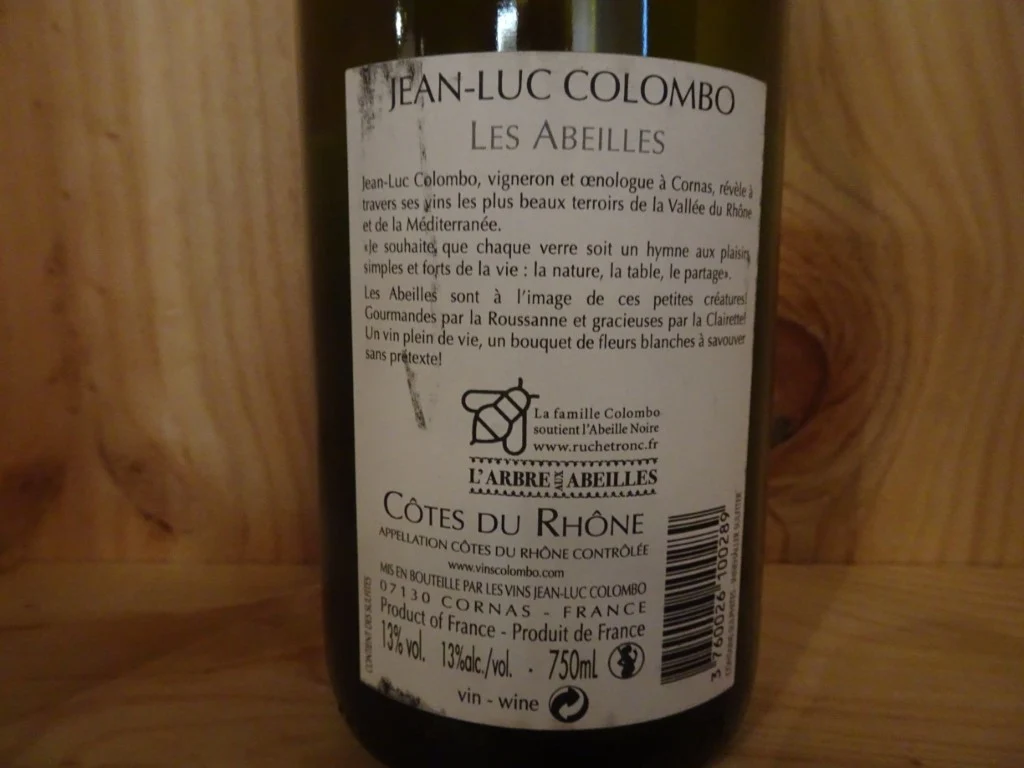 JEAN-LUC COLOMBO
LES ABEILLES
Jean-Luc Colombo, vigneron et œnologue à Cornas, révèle à
travers ses vins les plus beaux terroirs de la Vallée du Rhône
et de la Méditerranée.
«Je souhaite que chaque verre soit un hymne aux plaisirs
simples et forts de la vie : la nature, la table, le partage».
Les Abeilles sont à l'image de ces petites créatures!
Gourmandes par la Roussanne et gracieuses par la Clairette!
Un vin plein de vie, un bouquet de fleurs blanches à savourer
sans prétexte!
La famille Colombo
soutient l'Abeille Noire
www.ruchetronc.fr
L'ARBRE AUX ABEILLES
CÔTES DU RHÔNE
APPELLATION CÔTES DU RHÔNE CONTRÔLÉE
www.vinscolombo.com
MIS EN BOUTEILLE PAR LES VINS JEAN-LUC COLOMBO
07130 CORNAS - FRANCE
Product of France - Produit de France
13% vol. 13%alc./vol. . 750ml
vin - wine
CONTIENT DES SULFITES
3 760026 100289